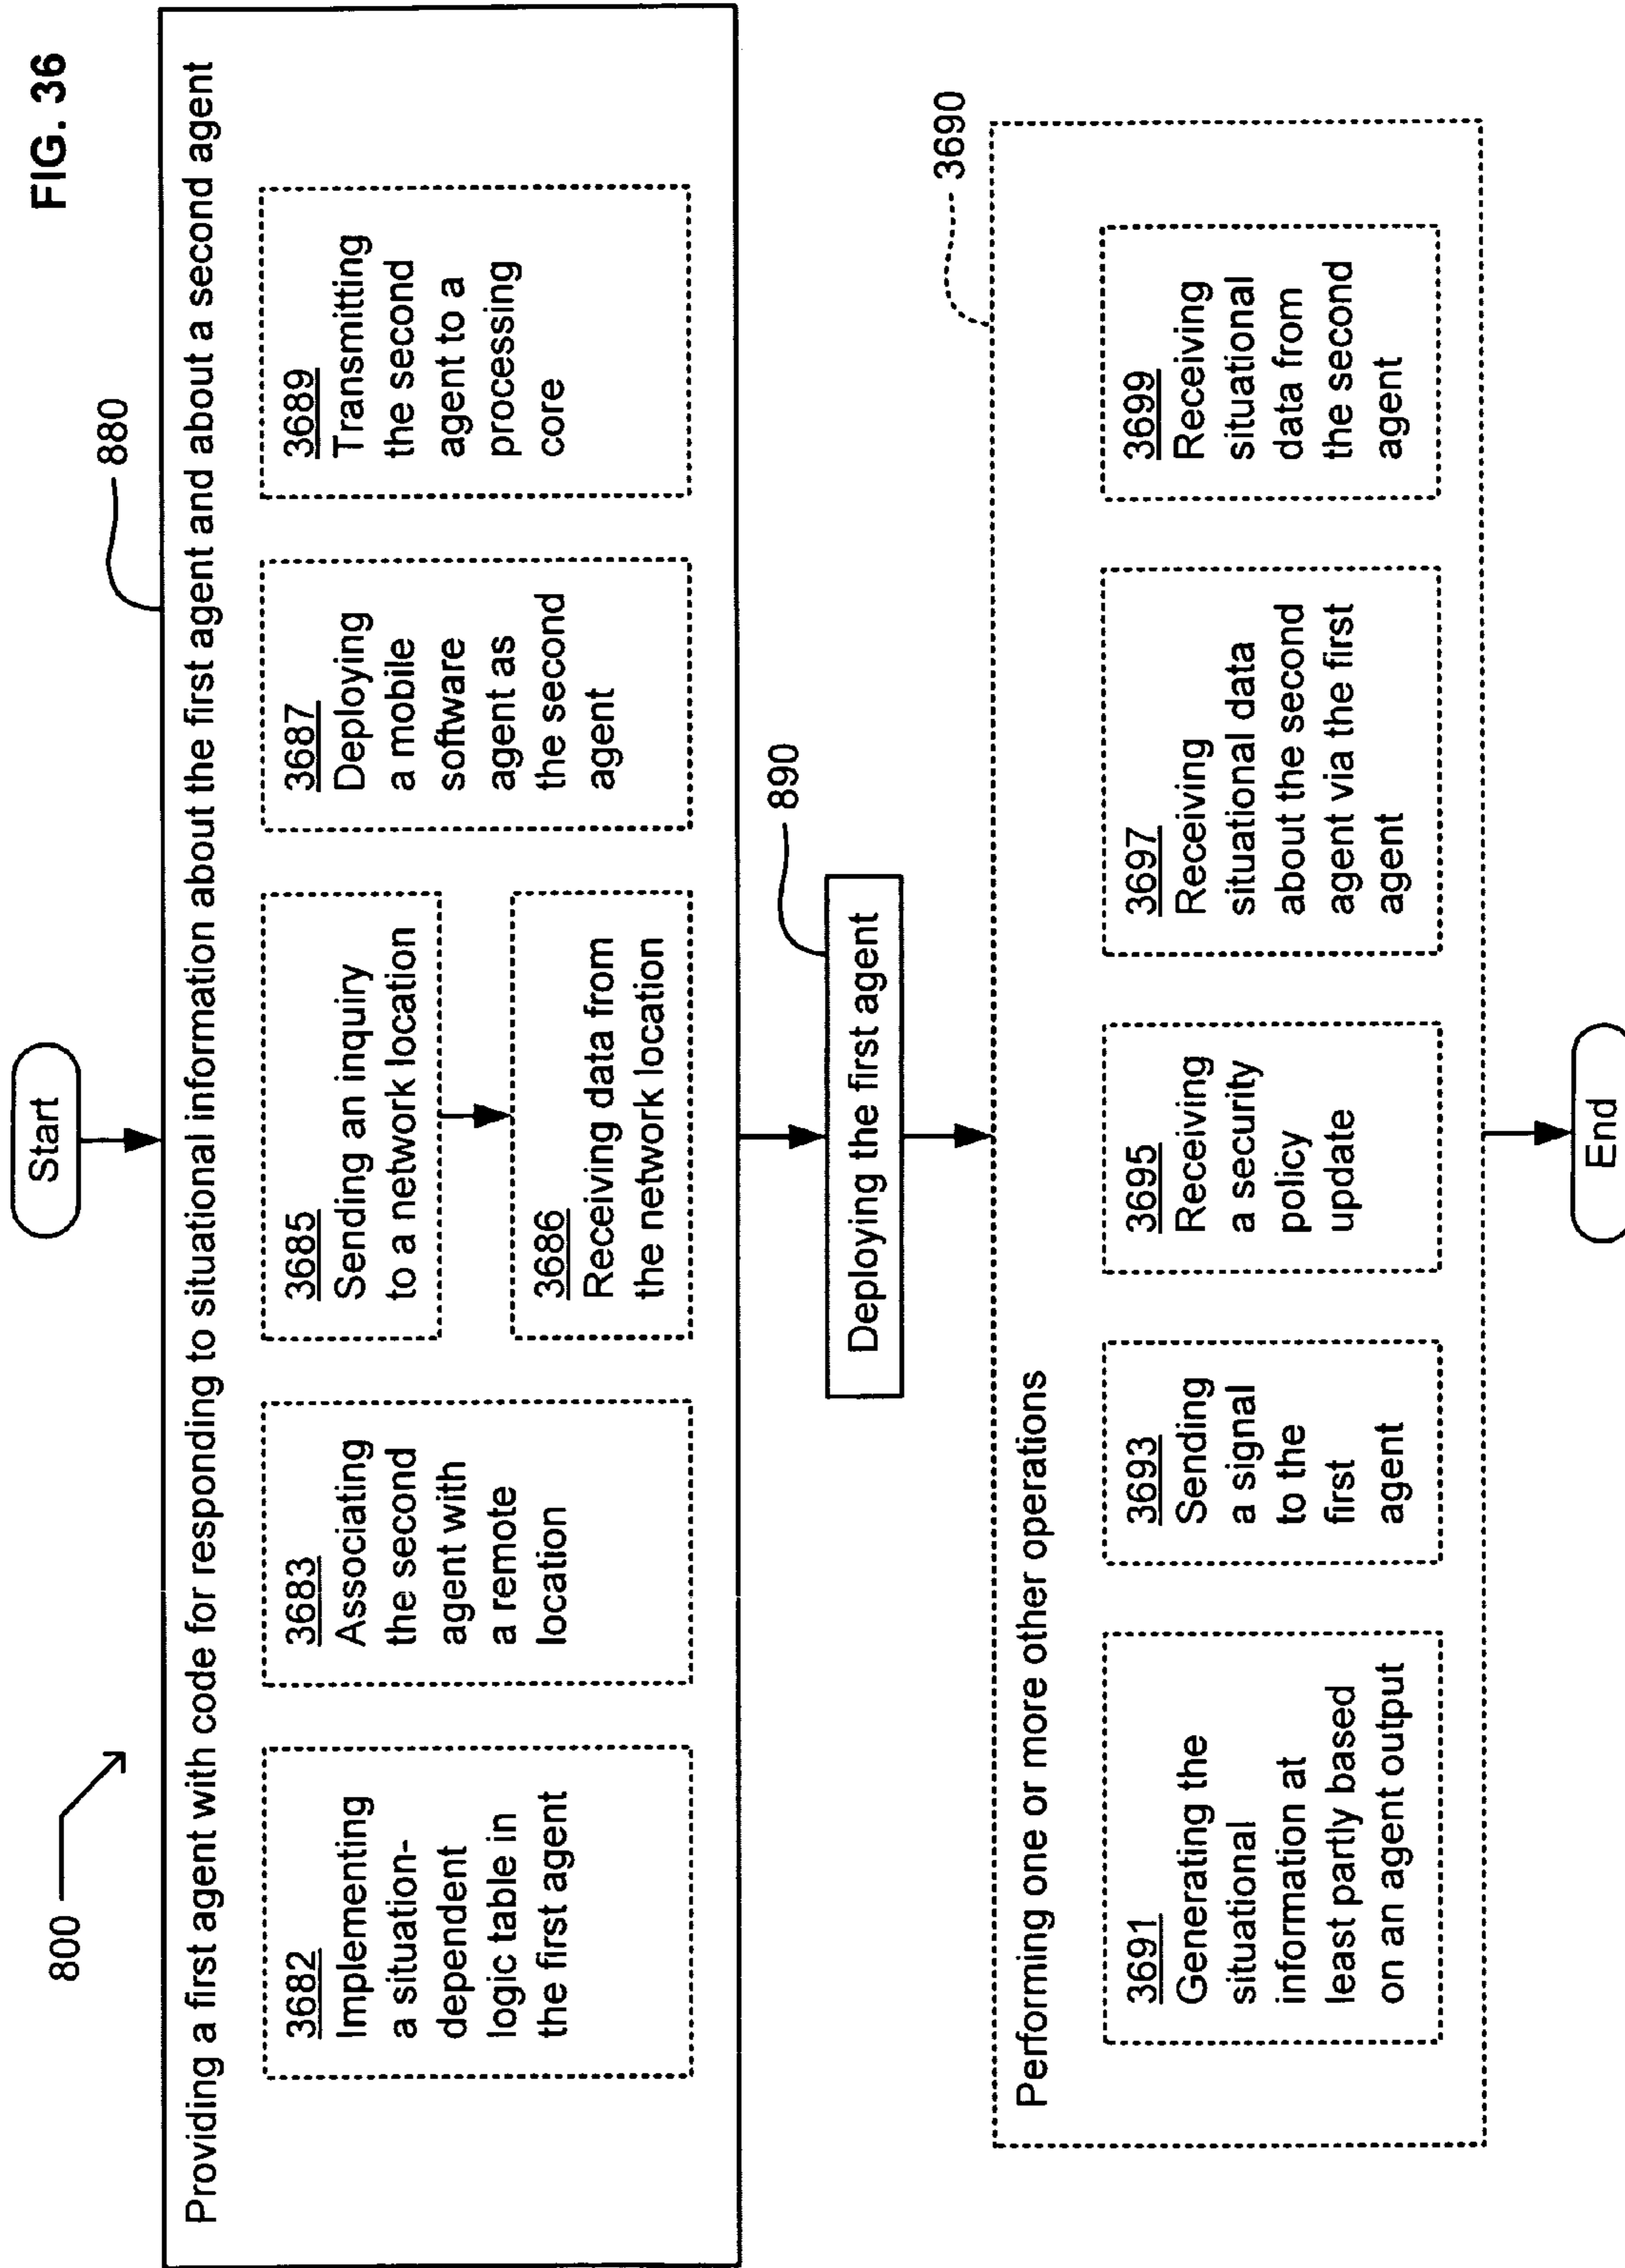 FIG. 36
800
Start
880
Providing a first agent with code for responding to situational information about the first agent and about a second agent
3682
Implementing
a situation-
dependent
logic table in
the first agent
3683
Associating
the second
agent with
a remote
location
3685
Sending an inquiry
to a network location
3686
Receiving data from
the network location
3687
Deploying
a mobile
software
agent as
the second
agent
3689
Transmitting
the second
agent to a
processing
core
890
Deploying the first agent
3690
Performing one or more other operations
3691
Generating the
situational
information at
least partly based
on an agent output
3693
Sending
a signal
to the
first
agent
3695
Receiving
a security
policy
update
3697
Receiving
situational data
about the second
agent via the first
agent
3699
Receiving
situational
data from
the second
agent
End